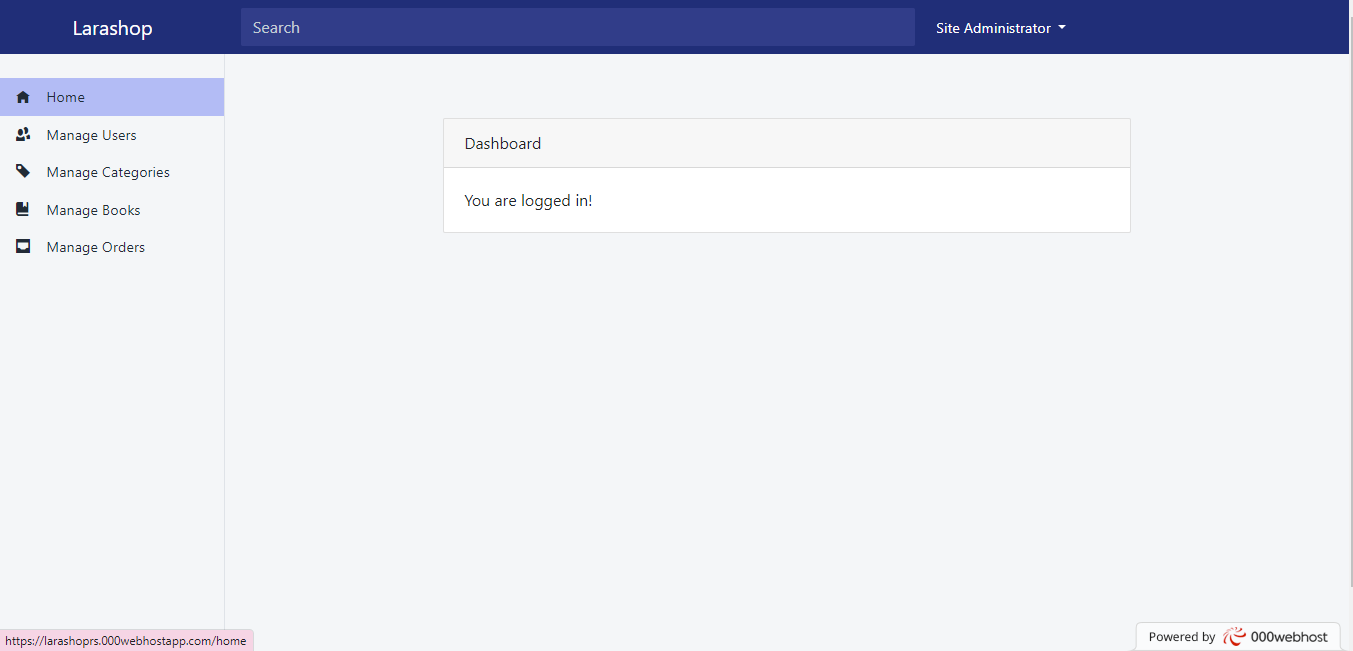 Larashop
Search
Site Administrator
Home
Manage Users
Manage Categories
Manage Books
Manage Orders
Dashboard
You are logged in!
https://larashoprs.000webhostapp.com/home
Powered by 000webhost